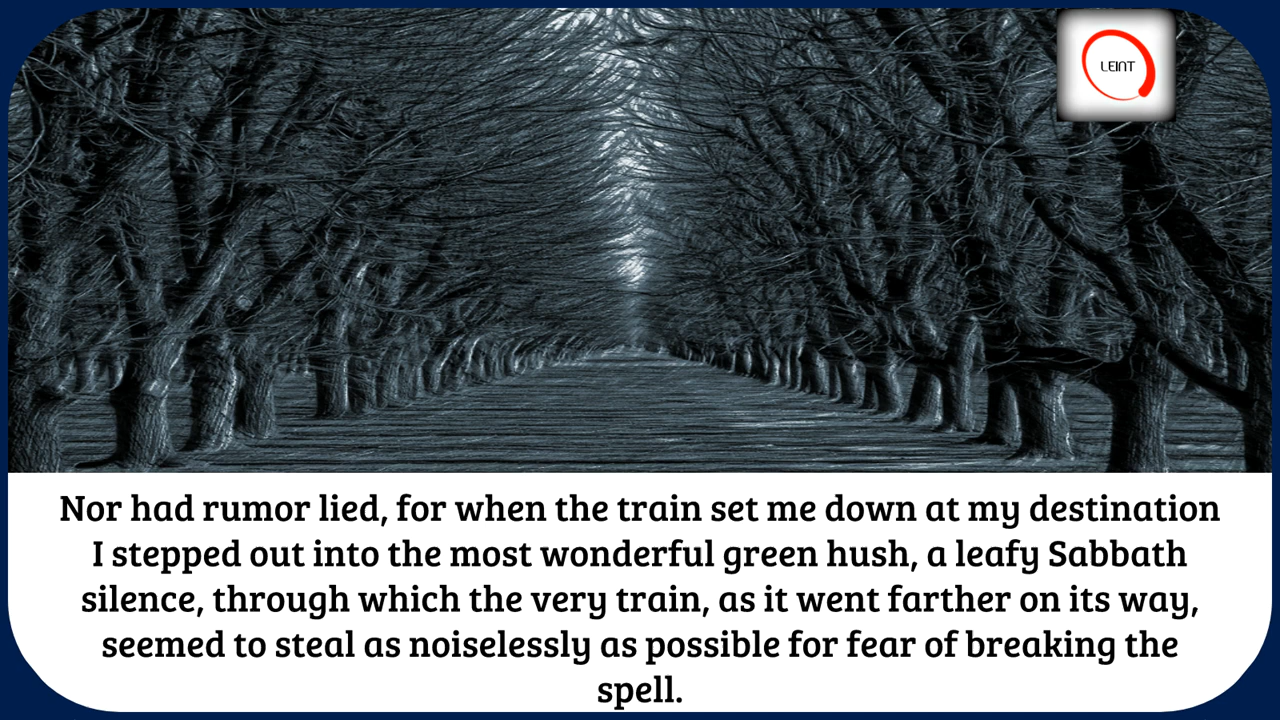 LEINT
Nor had rumor lied, for when the train set me down at my destination
I stepped out into the most wonderful green hush, a leafy Sabbath
silence, through which the very train, as it went farther on its way,
seemed to steal as noiselessly as possible for fear of breaking the
spell.